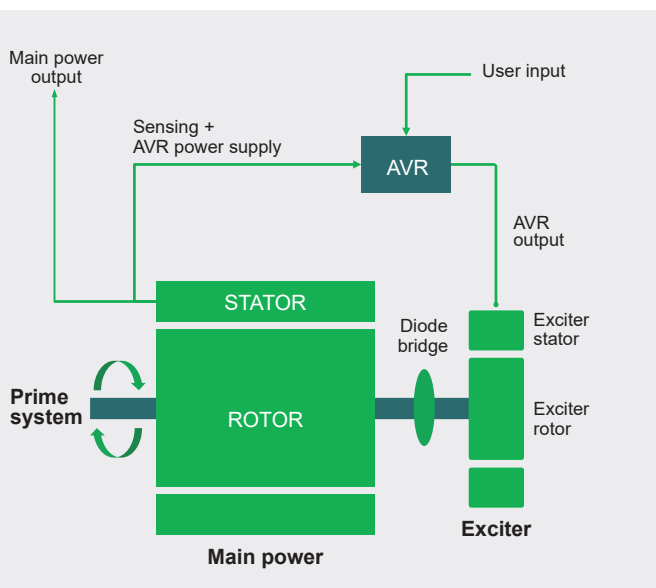 Main power
output
User input
Sensing +
AVR power supply
AVR
AVR
output
STATOR
Diode
bridge
Exciter
stator
Prime
system
ROTOR
Exciter
rotor
Exciter
Main power